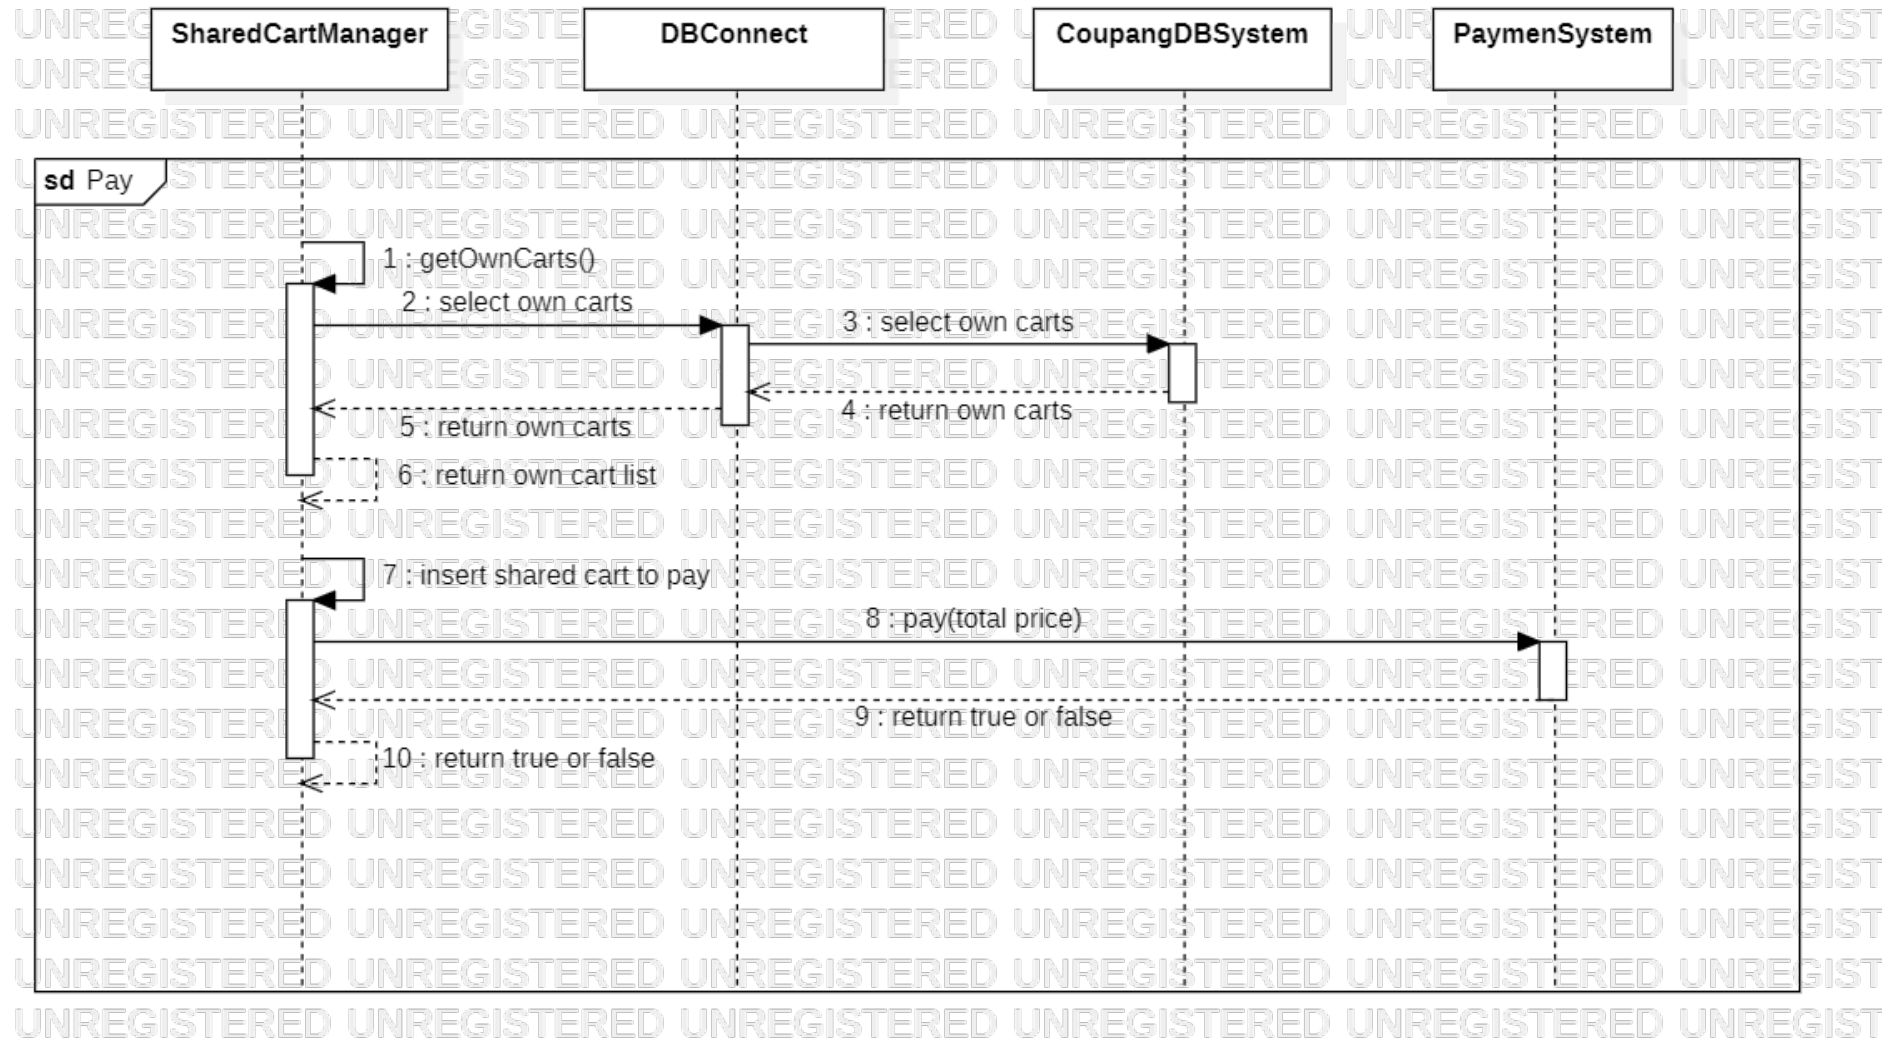 SharedCartManager
DBConnect
CoupangDBSystem
PaymenSystem
sd Pay
1 : getOwnCarts()
2 : select own carts
3 : select own carts
4 : return own carts
5 : return own carts
6 : return own cart list
7 : insert shared cart to pay
8 : pay(total price)
9 : return true or false
10 : return true or false
UNREGISTERED